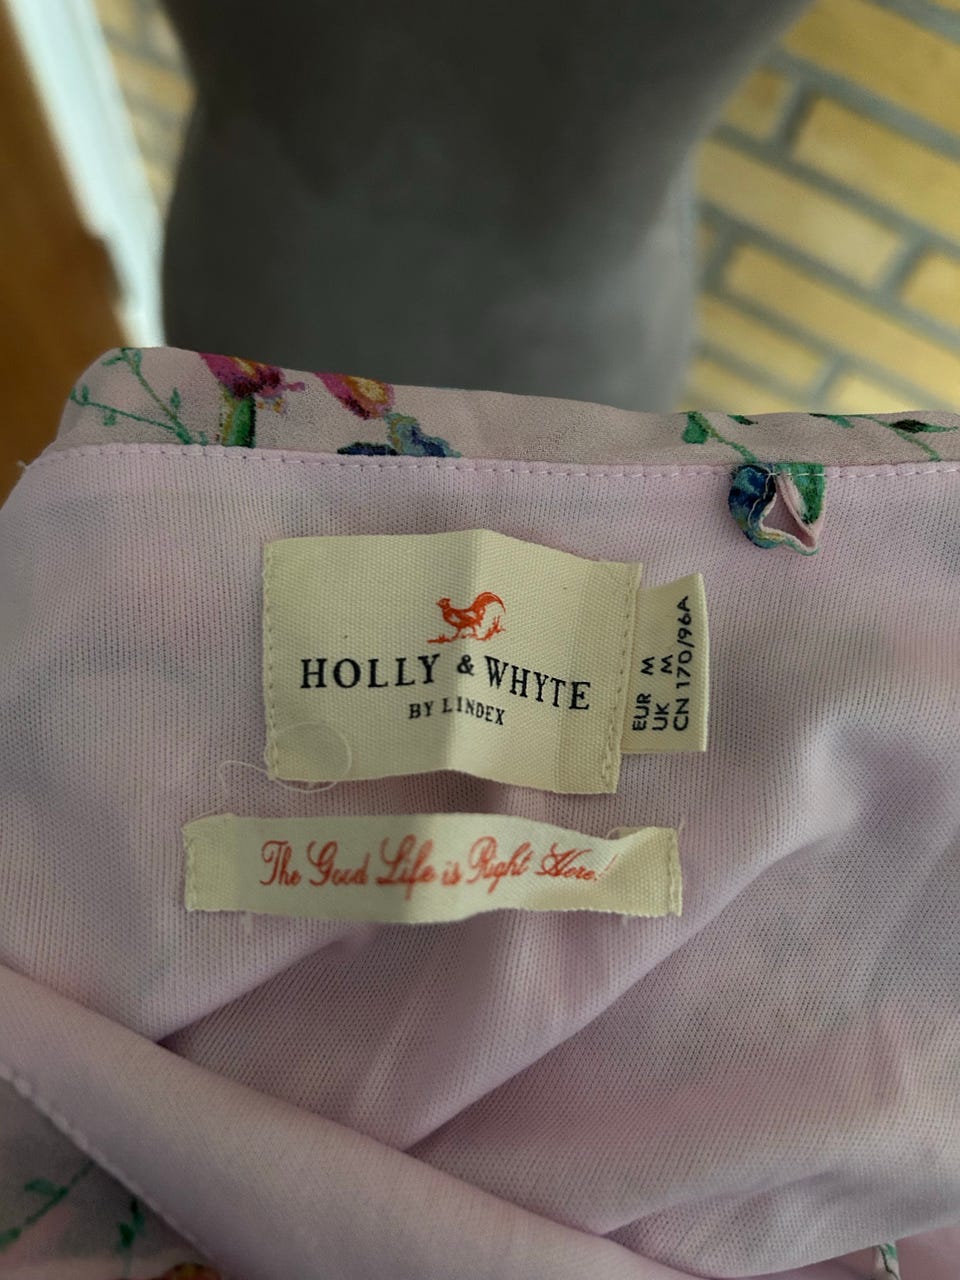 HOLLY & WHYTE
BY LINDEX
EUR M
UK M
CN 170/96A
The Good Life is Right Here!